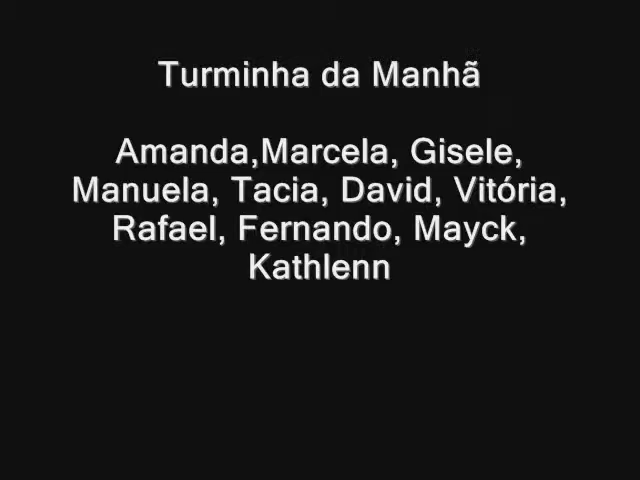 Turminha da Manhã
Amanda,Marcela, Gisele,
Manuela, Tacia, David, Vitória,
Rafael, Fernando, Mayck,
Kathlenn